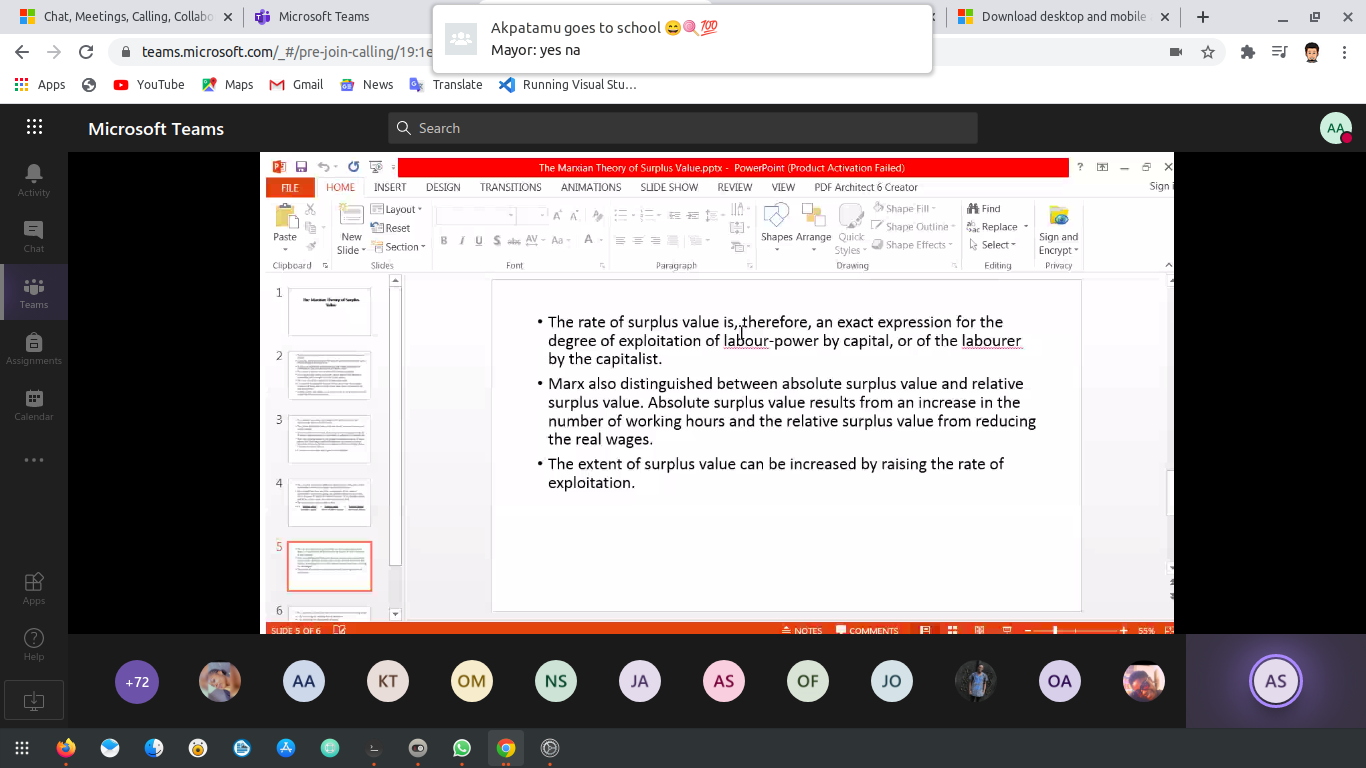 Chat, Meetings, Calling, Collabo
Microsoft Teams
Download desktop and mobile
Akpatamu goes to school 😄🍭💯
Mayor: yes na
teams.microsoft.com/_#/pre-join-calling/19:1e
Apps
YouTube
Maps
Gmail
News
Translate
Running Visual Stu…
Microsoft Teams
Search
AA
Activity
Chat
Teams
Assignments
Calendar
Apps
Help
The Marxian Theory of Surplus Value.pptx - PowerPoint (Product Activation Failed)
FILE HOME INSERT DESIGN TRANSITIONS ANIMATIONS SLIDE SHOW REVIEW VIEW PDF Architect 6 Creator
Sign i
Paste
Clipboard
New
Slide
Layout
Reset
Section
Slides
B I U S abc AV Aa A
Font
Paragraph
Shapes
Arrange
Quick
Styles
Shape Fill
Shape Outline
Shape Effects
Drawing
Find
Replace
Select
Editing
Sign and
Encrypt
Privacy
1
The Marxian Theory of Surplus
Value
2
3
4
5
6
• The rate of surplus value is, therefore, an exact expression for the
degree of exploitation of labour-power by capital, or of the labourer
by the capitalist.
• Marx also distinguished between absolute surplus value and relative
surplus value. Absolute surplus value results from an increase in the
number of working hours and the relative surplus value from reducing
the real wages.
• The extent of surplus value can be increased by raising the rate of
exploitation.
SLIDE 5 OF 6
NOTES
COMMENTS
55%
+72
AA
KT
OM
NS
JA
AS
OF
JO
OA
AS